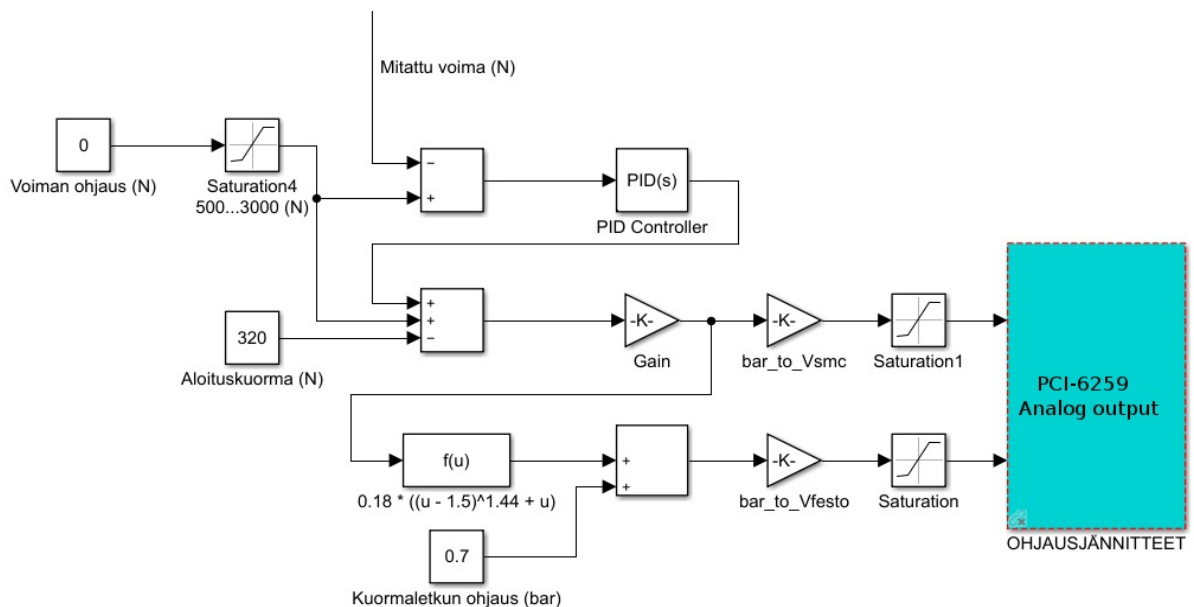 Mitattu voima (N)
0
Voiman ohjaus (N)
Saturation4
500...3000 (N)
−
+
PID(s)
PID Controller
+
+
−
320
Aloituskuorma (N)
-K-
Gain
-K-
bar_to_Vsmc
Saturation1
PCI-6259
Analog output
f(u)
0.18 * ((u - 1.5)^1.44 + u)
+
+
-K-
bar_to_Vfesto
Saturation
OHJAUSJÄNNITTEET
0.7
Kuormaletkun ohjaus (bar)